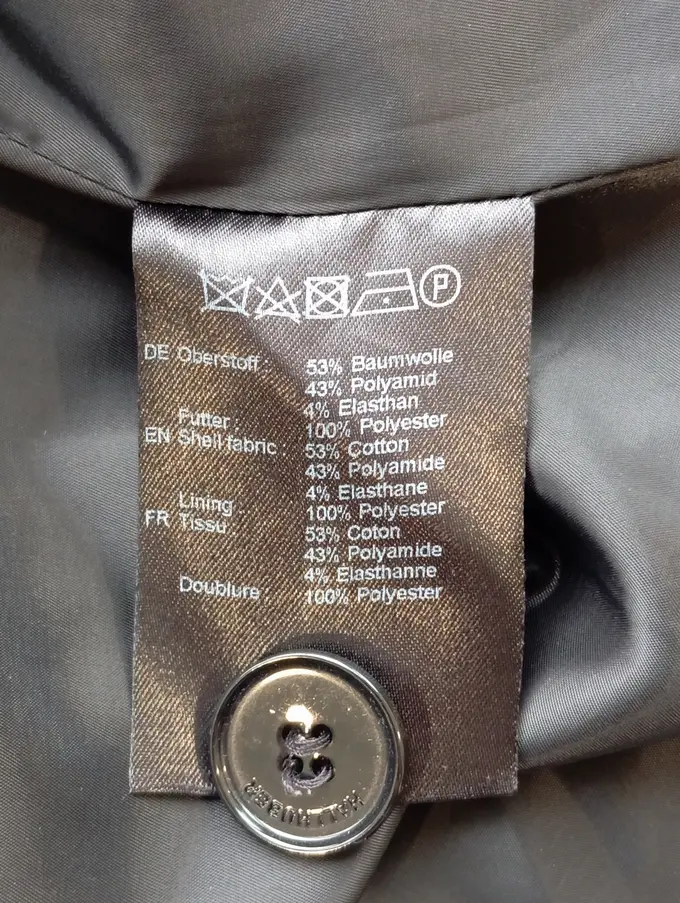 P
DE Oberstoff : 53% Baumwolle
43% Polyamid
4% Elasthan
Futter : 100% Polyester
EN Shell fabric : 53% Cotton
43% Polyamide
4% Elasthane
Lining : 100% Polyester
FR Tissu : 53% Coton
43% Polyamide
4% Elasthanne
Doublure : 100% Polyester
HALLHUBER